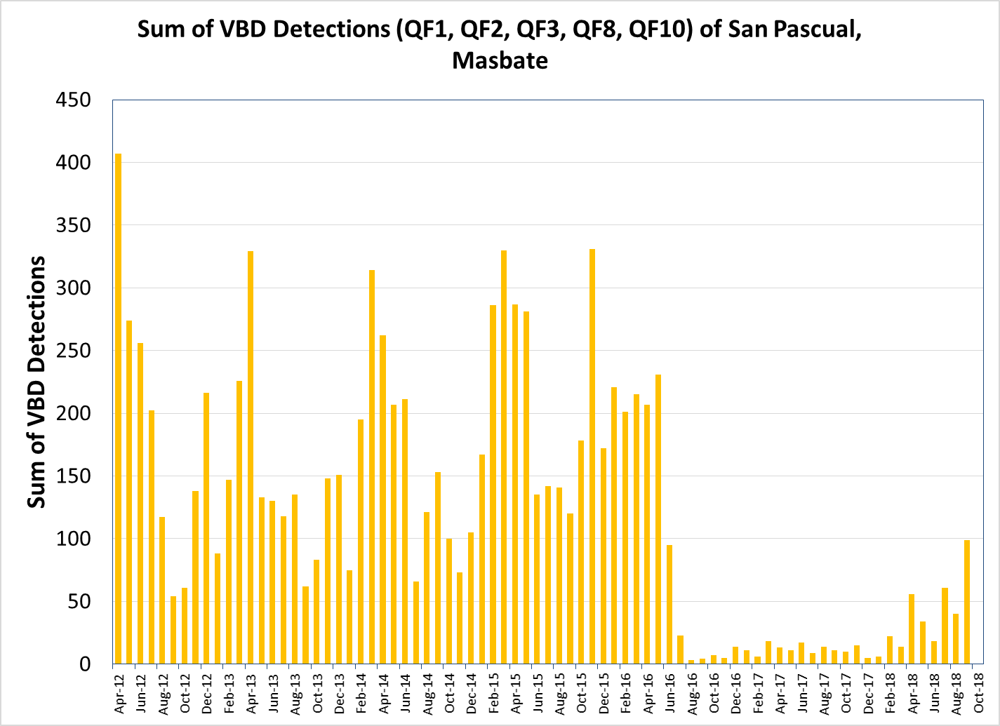 Sum of VBD Detections (QF1, QF2, QF3, QF8, QF10) of San Pascual,
Masbate
Sum of VBD Detections
450
400
350
300
250
200
150
100
50
0
Apr-12
Jun-12
Aug-12
Oct-12
Dec-12
Feb-13
Apr-13
Jun-13
Aug-13
Oct-13
Dec-13
Feb-14
Apr-14
Jun-14
Aug-14
Oct-14
Dec-14
Feb-15
Apr-15
Jun-15
Aug-15
Oct-15
Dec-15
Feb-16
Apr-16
Jun-16
Aug-16
Oct-16
Dec-16
Feb-17
Apr-17
Jun-17
Aug-17
Oct-17
Dec-17
Feb-18
Apr-18
Jun-18
Aug-18
Oct-18